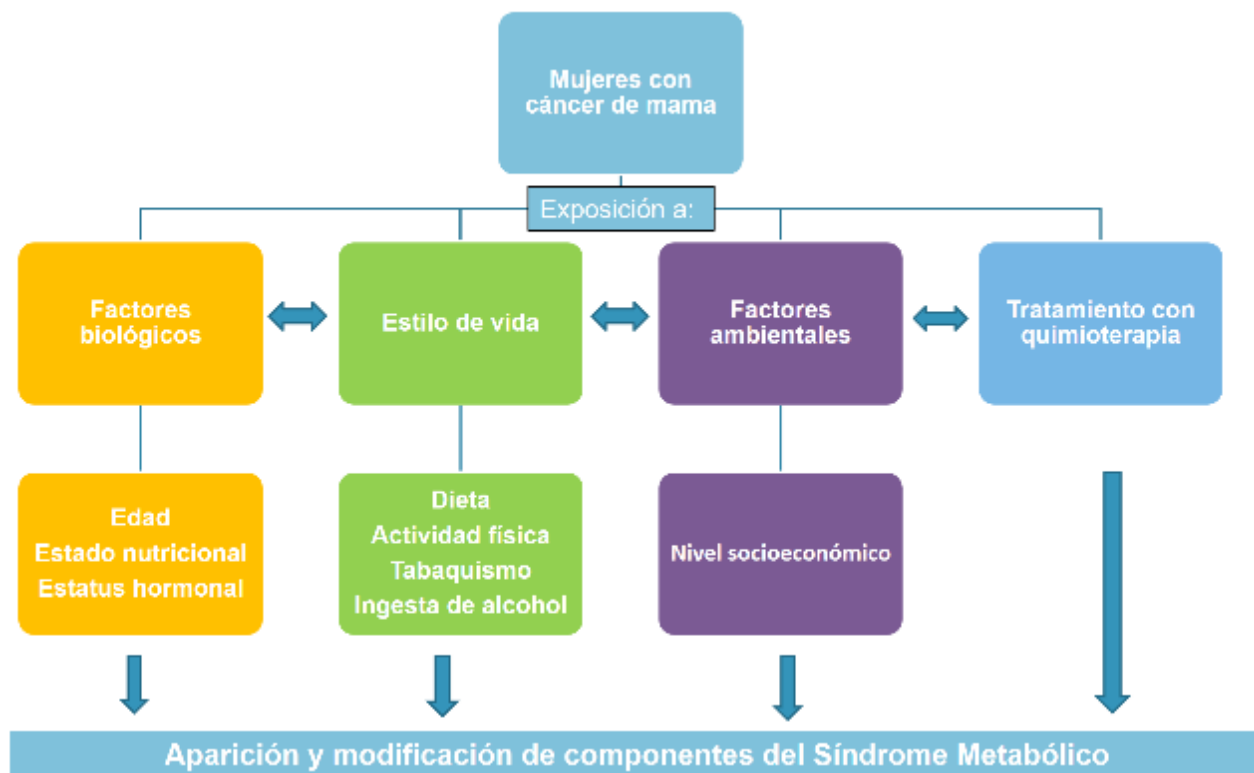 Mujeres con
cáncer de mama
Exposición a:
Factores
biológicos
Estilo de vida
Factores
ambientales
Tratamiento con
quimioterapia
Edad
Estado nutricional
Estatus hormonal
Dieta
Actividad física
Tabaquismo
Ingesta de alcohol
Nivel socioeconómico
Aparición y modificación de componentes del Síndrome Metabólico